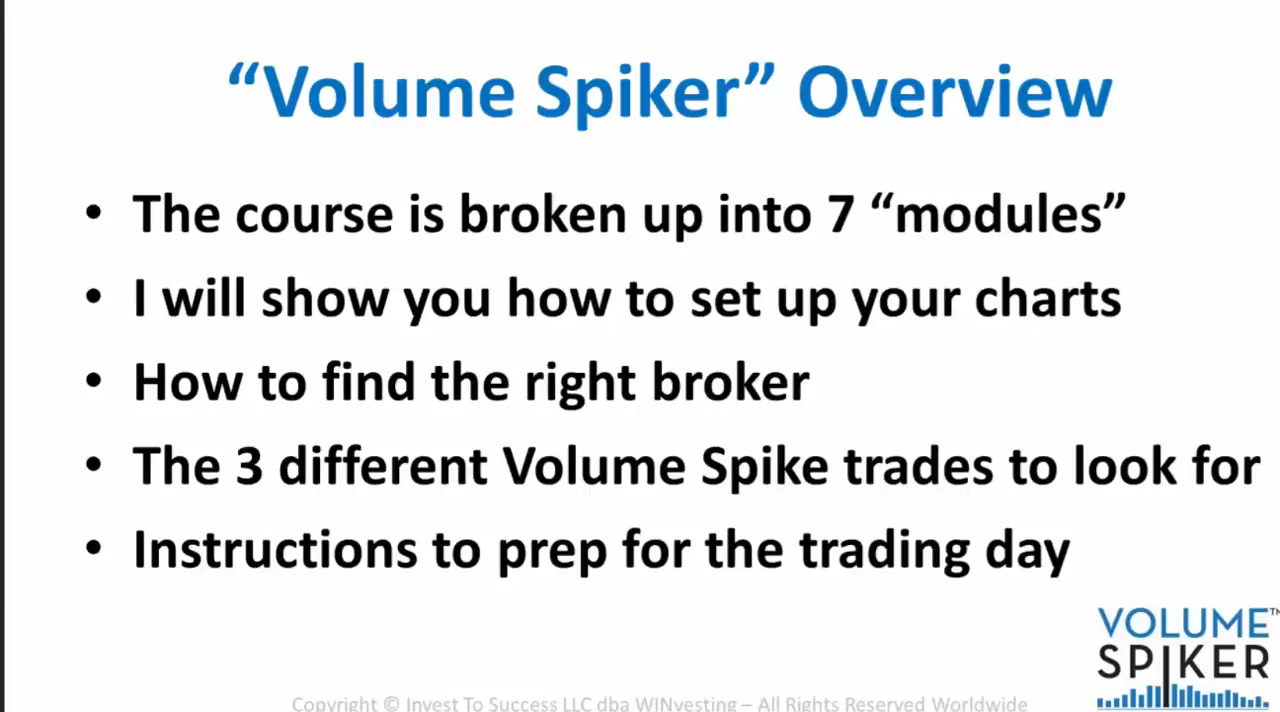 “Volume Spiker” Overview
• The course is broken up into 7 “modules”
• I will show you how to set up your charts
• How to find the right broker
• The 3 different Volume Spike trades to look for
• Instructions to prep for the trading day
VOLUME™
SPIKER
Copyright © Invest To Success LLC dba WINvesting – All Rights Reserved Worldwide